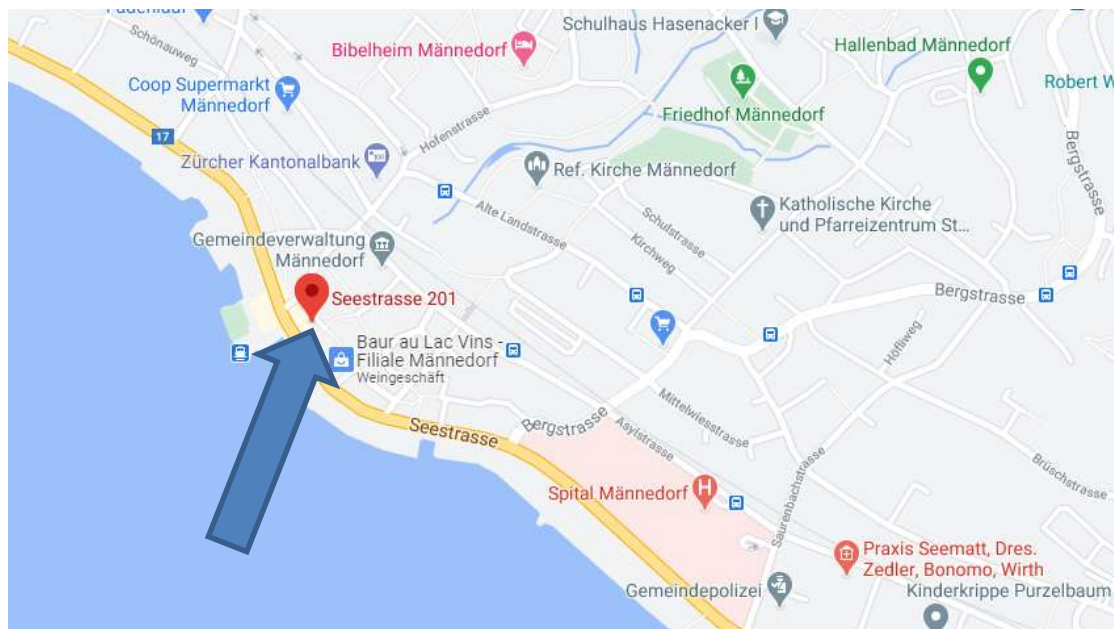 Schulhaus Hasenacker I
Schönauweg
Bibelheim Männedorf
Hallenbad Männedorf
Coop Supermarkt
Männedorf
Robert W
Friedhof Männedorf
17
Hofenstrasse
Bergstrasse
Zürcher Kantonalbank
Ref. Kirche Männedorf
Alte Landstrasse
Schulstrasse
Kirchweg
Katholische Kirche
und Pfarreizentrum St...
Gemeindeverwaltung
Männedorf
Seestrasse 201
Bergstrasse
Höfliweg
Baur au Lac Vins -
Filiale Männedorf
Weingeschäft
Mittelwiesstrasse
Bergstrasse
Seestrasse
Asylstrasse
Saurenbachstrasse
Brüschstrasse
Spital Männedorf
H
Praxis Seematt, Dres.
Zedler, Bonomo, Wirth
Gemeindepolizei
Kinderkrippe Purzelbaum